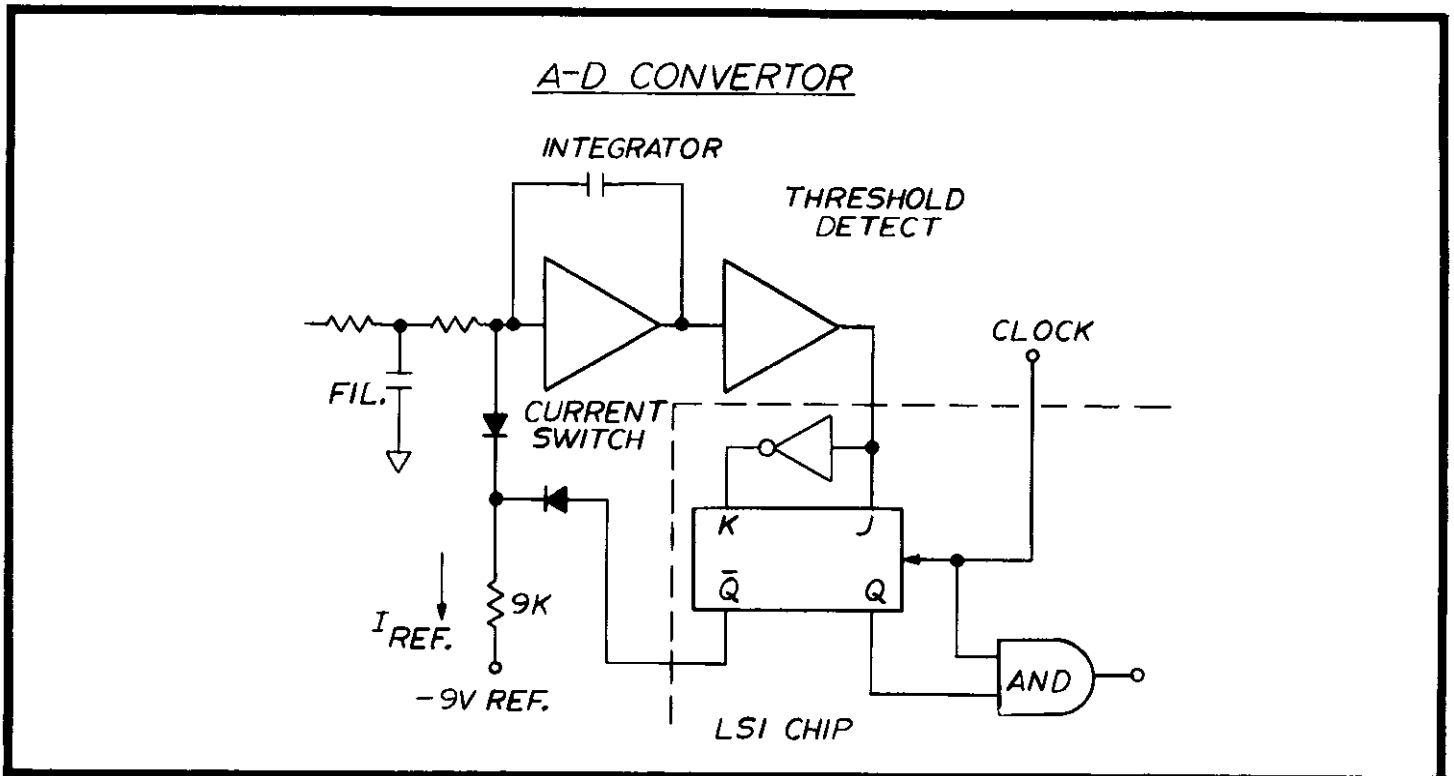 A-D CONVERTOR
INTEGRATOR
THRESHOLD
DETECT
CLOCK
FIL.
CURRENT
SWITCH
K
J
Q̅
Q
9K
I REF.
-9V REF.
AND
LSI CHIP